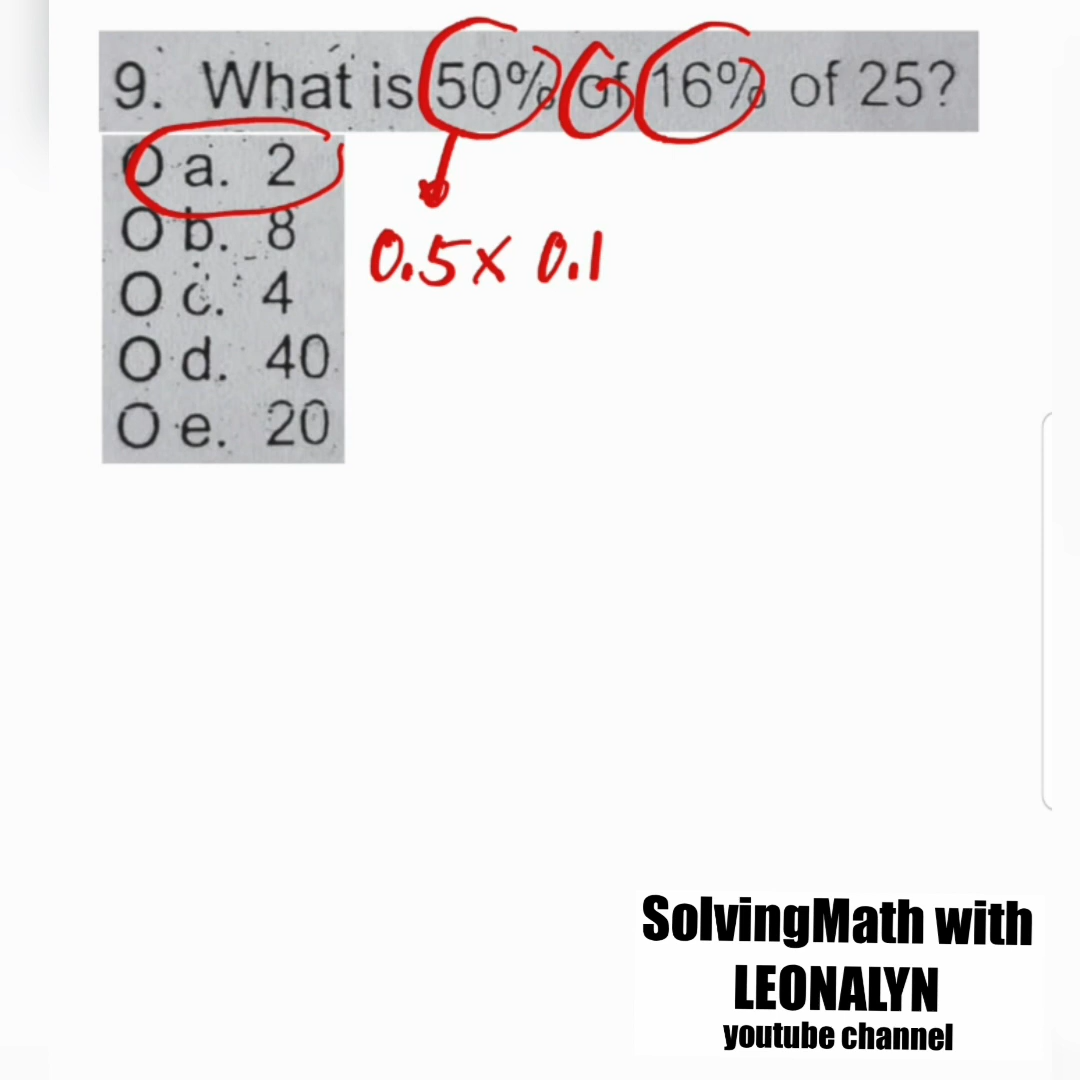 9. What is 50% of 16% of 25?
O a. 2
O b. 8
O c. 4
O d. 40
O e. 20
0.5 x 0.1
SolvingMath with
LEONALYN
youtube channel